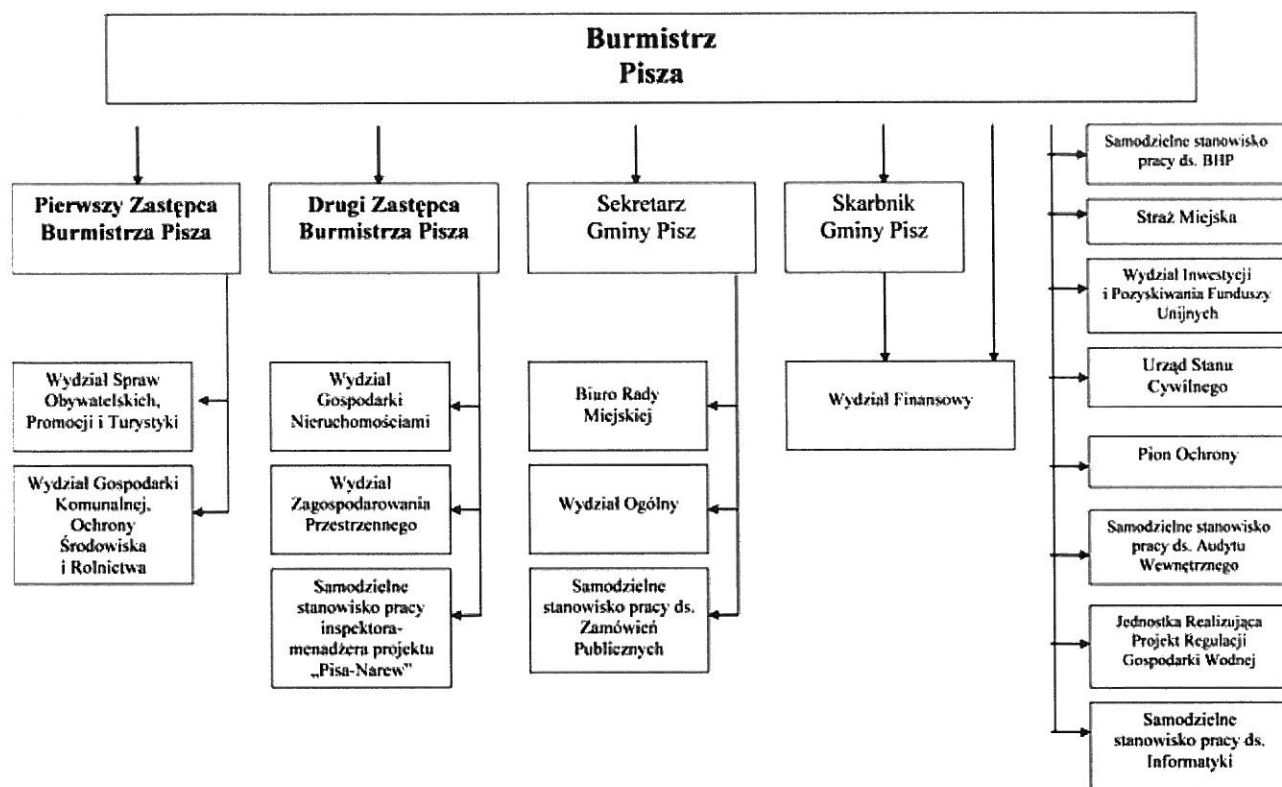 Burmistrz
Pisza
Pierwszy Zastępca
Burmistrza Pisza
Drugi Zastępca
Burmistrza Pisza
Sekretarz
Gminy Pisz
Skarbnik
Gminy Pisz
Wydział Spraw
Obywatelskich,
Promocji i Turystyki
Wydział Gospodarki
Komunalnej,
Ochrony
Środowiska
i Rolnictwa
Wydział
Gospodarki
Nieruchomościami
Wydział
Zagospodarowania
Przestrzennego
Samodzielne
stanowisko pracy
inspektora-
menadżera projektu
„Pisa-Narew”
Biuro Rady
Miejskiej
Wydział Ogólny
Samodzielne
stanowisko pracy ds.
Zamówień
Publicznych
Wydział Finansowy
Samodzielne stanowisko
pracy ds. BHP
Straż Miejska
Wydział Inwestycji
i Pozyskiwania Funduszy
Unijnych
Urząd Stanu
Cywilnego
Pion Ochrony
Samodzielne stanowisko
pracy ds. Audytu
Wewnętrznego
Jednostka Realizująca
Projekt Regulacji
Gospodarki Wodnej
Samodzielne
stanowisko pracy ds.
Informatyki